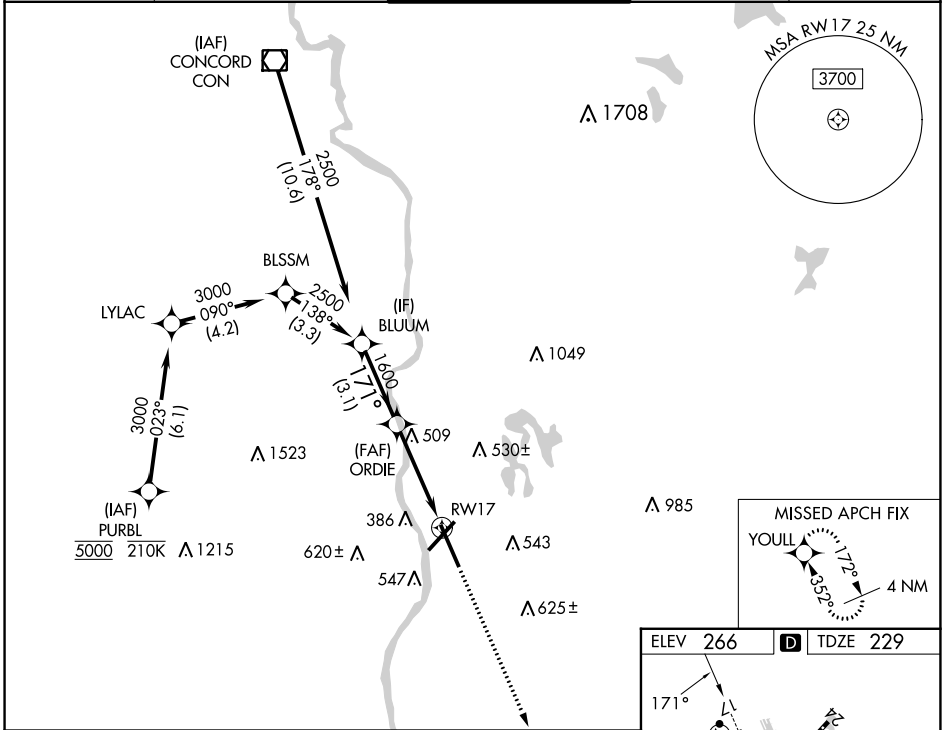 (IAF)
CONCORD
CON
MSA RW17 25 NM
3700
1708
2500
178°
(10.6)
BLSSM
LYLAC
3000
090°
(4.2)
2500
138°
(3.3)
(IF)
BLUUM
1600
171°
(3.1)
1049
3000
023°
(6.1)
1523
(FAF)
ORDIE
509
530±
(IAF)
PURBL
5000 210K
1215
386
RW17
985
620±
543
547
625±
MISSED APCH FIX
YOULL
172°
352°
4 NM
ELEV 266
D
TDZE 229
171°
17
24